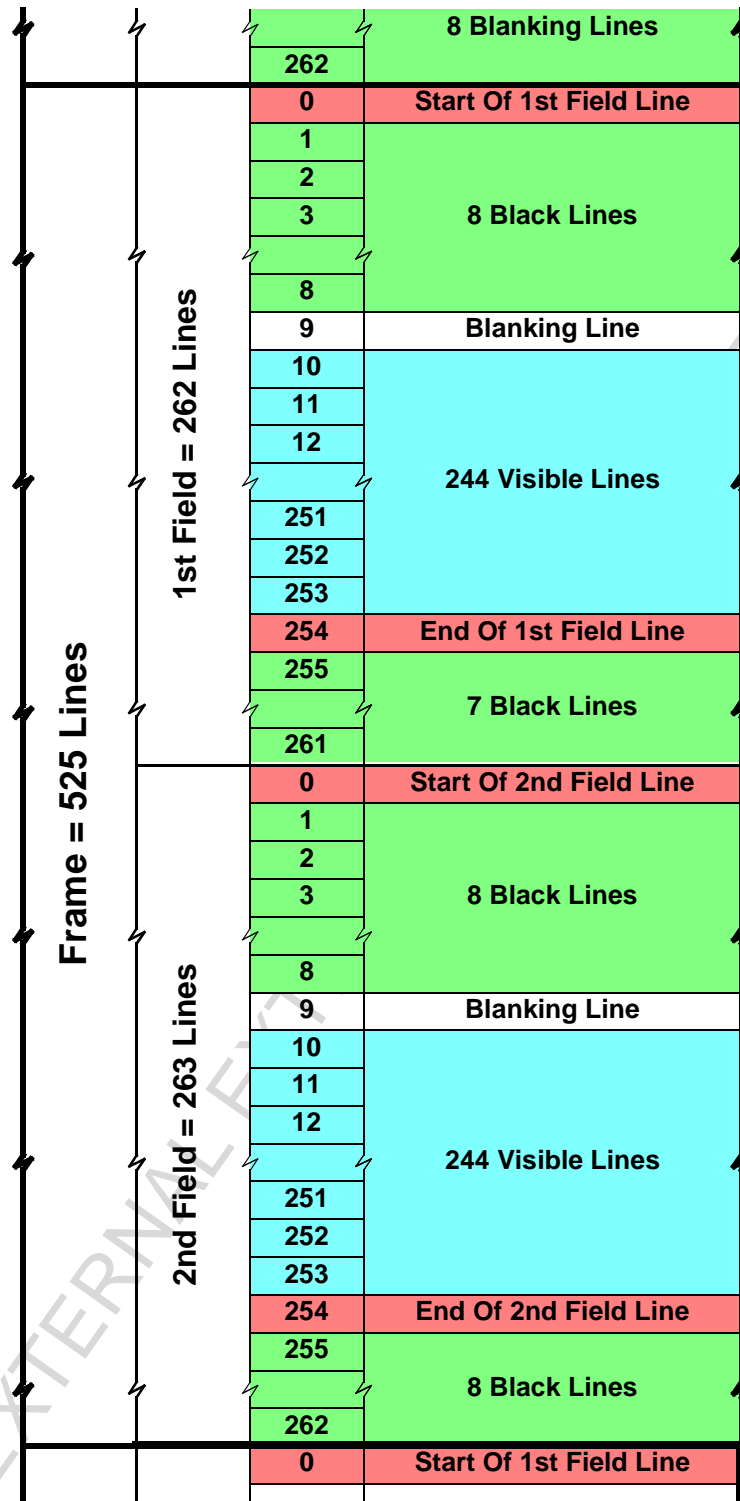 8 Blanking Lines
262
0 Start Of 1st Field Line
1
2
3 8 Black Lines
8
9 Blanking Line
10
11
12
244 Visible Lines
251
252
253
254 End Of 1st Field Line
255
7 Black Lines
261
1st Field = 262 Lines
Frame = 525 Lines
0 Start Of 2nd Field Line
1
2
3 8 Black Lines
8
9 Blanking Line
10
11
12
244 Visible Lines
251
252
253
254 End Of 2nd Field Line
255
8 Black Lines
262
2nd Field = 263 Lines
0 Start Of 1st Field Line
EXTERNAL